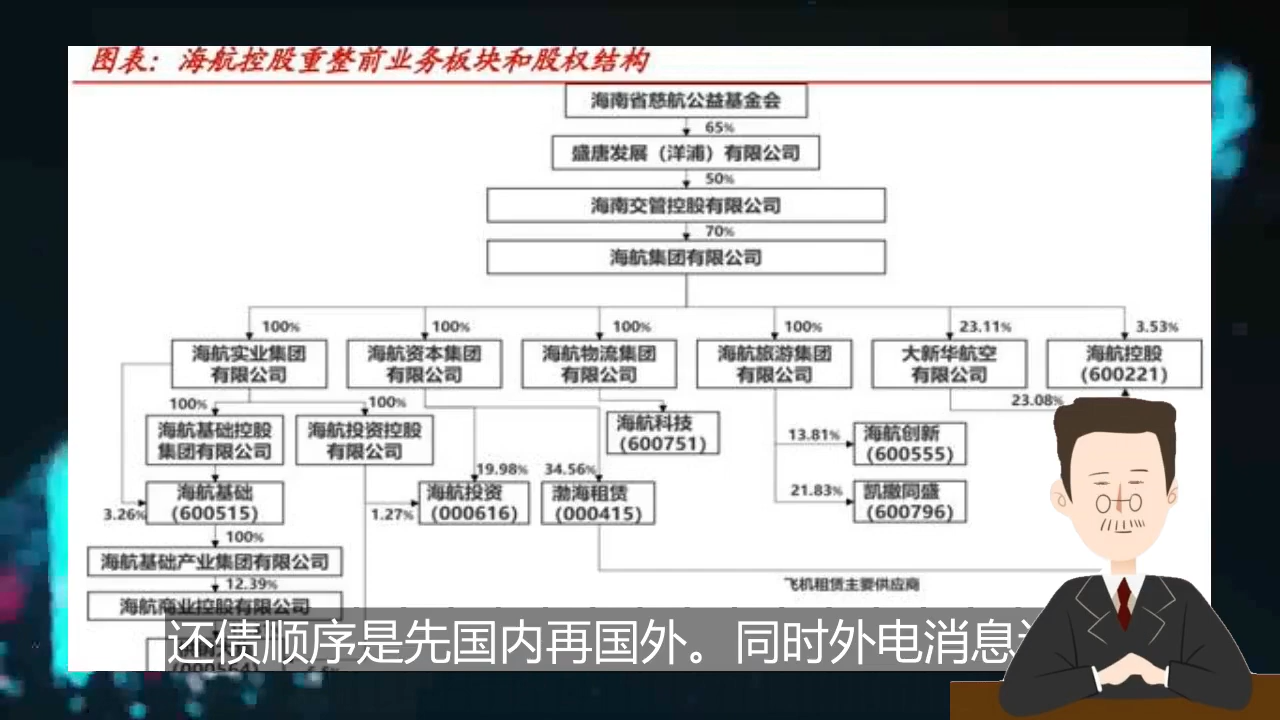 图表：海航控股重整前业务板块和股权结构
海南省慈航公益基金会
65%
盛唐发展（洋浦）有限公司
50%
海南交管控股有限公司
70%
海航集团有限公司
100%
100%
100%
100%
23.11%
3.53%
海航实业集团
有限公司
海航资本集团
有限公司
海航物流集团
有限公司
海航旅游集团
有限公司
大新华航空
有限公司
海航控股
(600221)
100%
100%
23.08%
海航基础控股
集团有限公司
海航投资控股
有限公司
海航科技
(600751)
13.81%
海航创新
(600555)
19.98%
34.56%
海航基础
(600515)
海航投资
(000616)
渤海租赁
(000415)
21.83%
凯撒同盛
(600796)
3.26%
1.27%
100%
海航基础产业集团有限公司
12.39%
飞机租赁主要供应商
海航商业控股有限公司
(000564)
还债顺序是先国内再国外。同时外电消息